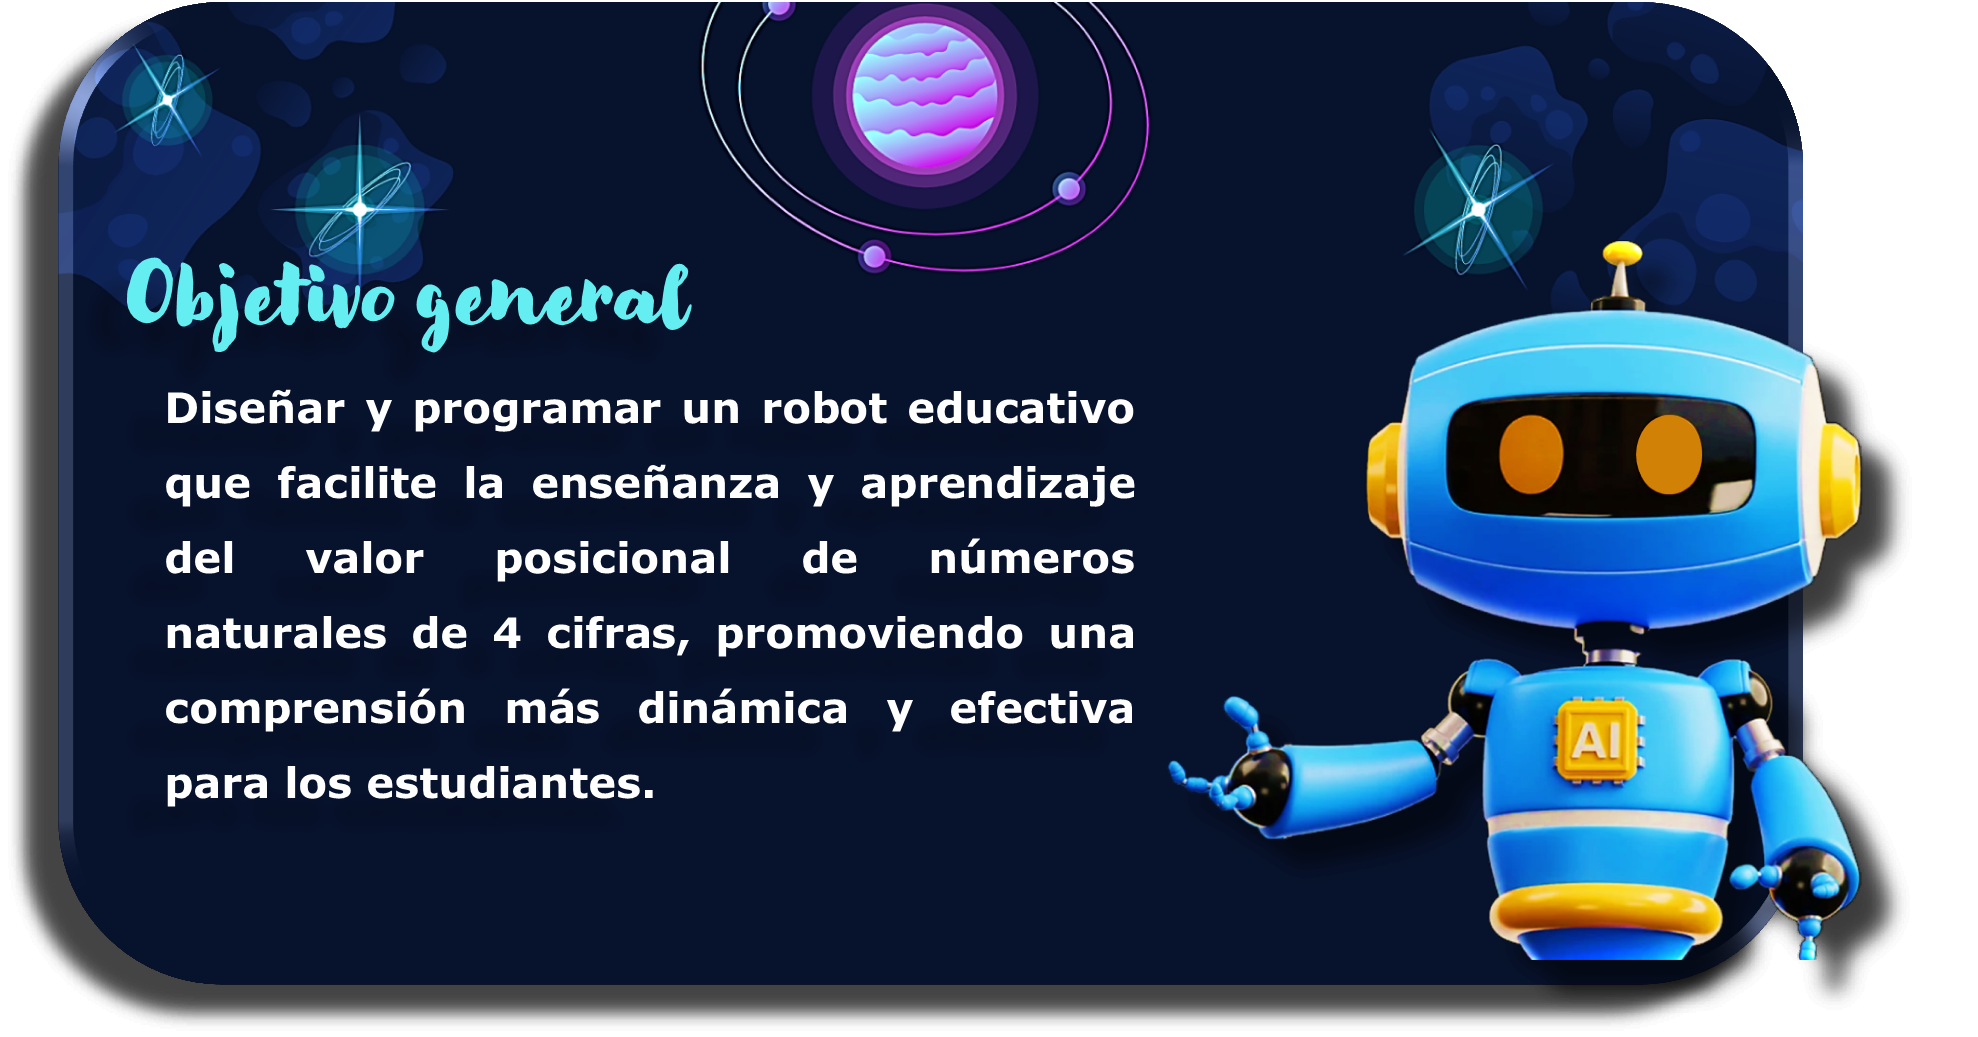 Objetivo general
Diseñar y programar un robot educativo
que facilite la enseñanza y aprendizaje
del valor posicional de números
naturales de 4 cifras, promoviendo una
comprensión más dinámica y efectiva
para los estudiantes.
AI